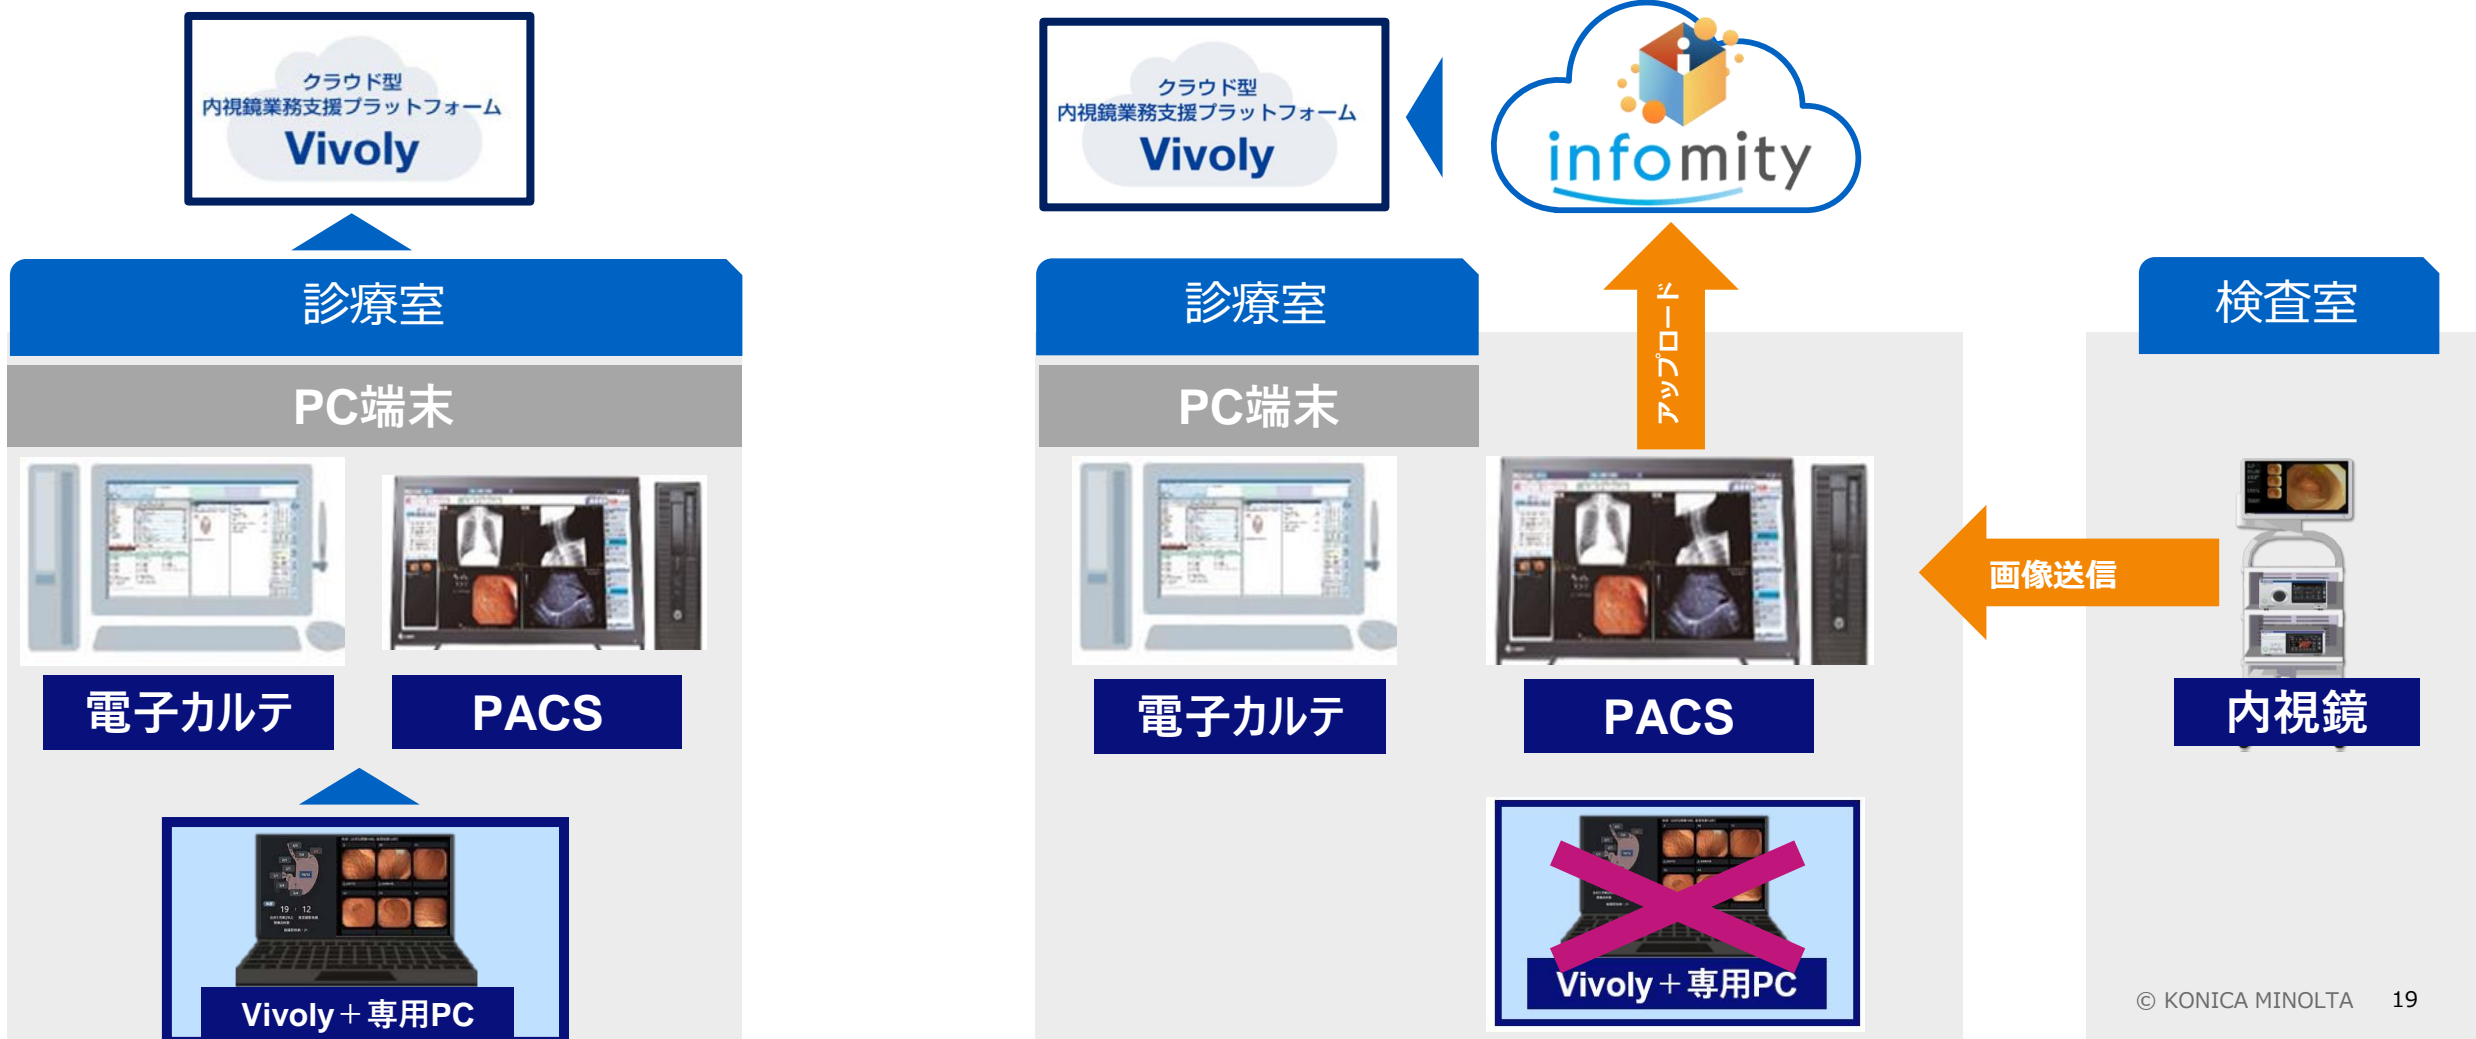 クラウド型
内視鏡業務支援プラットフォーム
Vivoly
診療室
PC端末
電子カルテ
PACS
Vivoly＋専用PC
クラウド型
内視鏡業務支援プラットフォーム
Vivoly
infomity
アップロード
診療室
PC端末
電子カルテ
PACS
Vivoly＋専用PC
画像送信
検査室
内視鏡
© KONICA MINOLTA 19